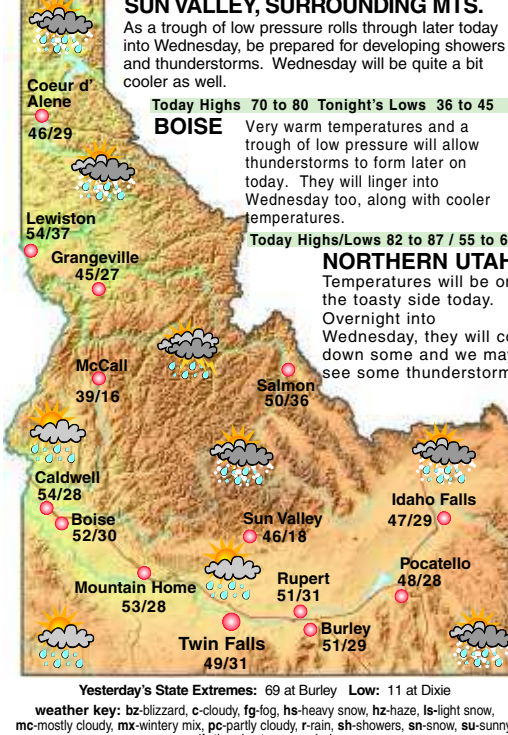 SUN VALLEY, SURROUNDING MTS.
As a trough of low pressure rolls through later today
into Wednesday, be prepared for developing showers
and thunderstorms. Wednesday will be quite a bit
cooler as well.
Today Highs 70 to 80 Tonight's Lows 36 to 45
BOISE
Very warm temperatures and a
trough of low pressure will allow
thunderstorms to form later on
today. They will linger into
Wednesday too, along with cooler
temperatures.
Today Highs/Lows 82 to 87 / 55 to
NORTHERN UTAH
Temperatures will be
the toasty side today.
Overnight into
Wednesday, they will
down some and we
see some
Coeur d'
Alene
46/29
Lewiston
54/37
Grangeville
45/27
McCall
39/16
Salmon
50/36
Caldwell
54/28
Boise
52/30
Sun Valley
46/18
Idaho Falls
47/29
Mountain Home
53/28
Rupert
51/31
Pocatello
48/28
Twin Falls
49/31
Burley
51/29
Yesterday's State Extremes: 69 at Burley Low: 11 at Dixie
weather key: bz-blizzard, c-cloudy, fg-fog, hs-heavy snow, hz-haze, ls-light snow,
mc-mostly cloudy, mx-wintery mix, pc-partly cloudy, r-rain, sh-showers, sn-snow, su-sunny